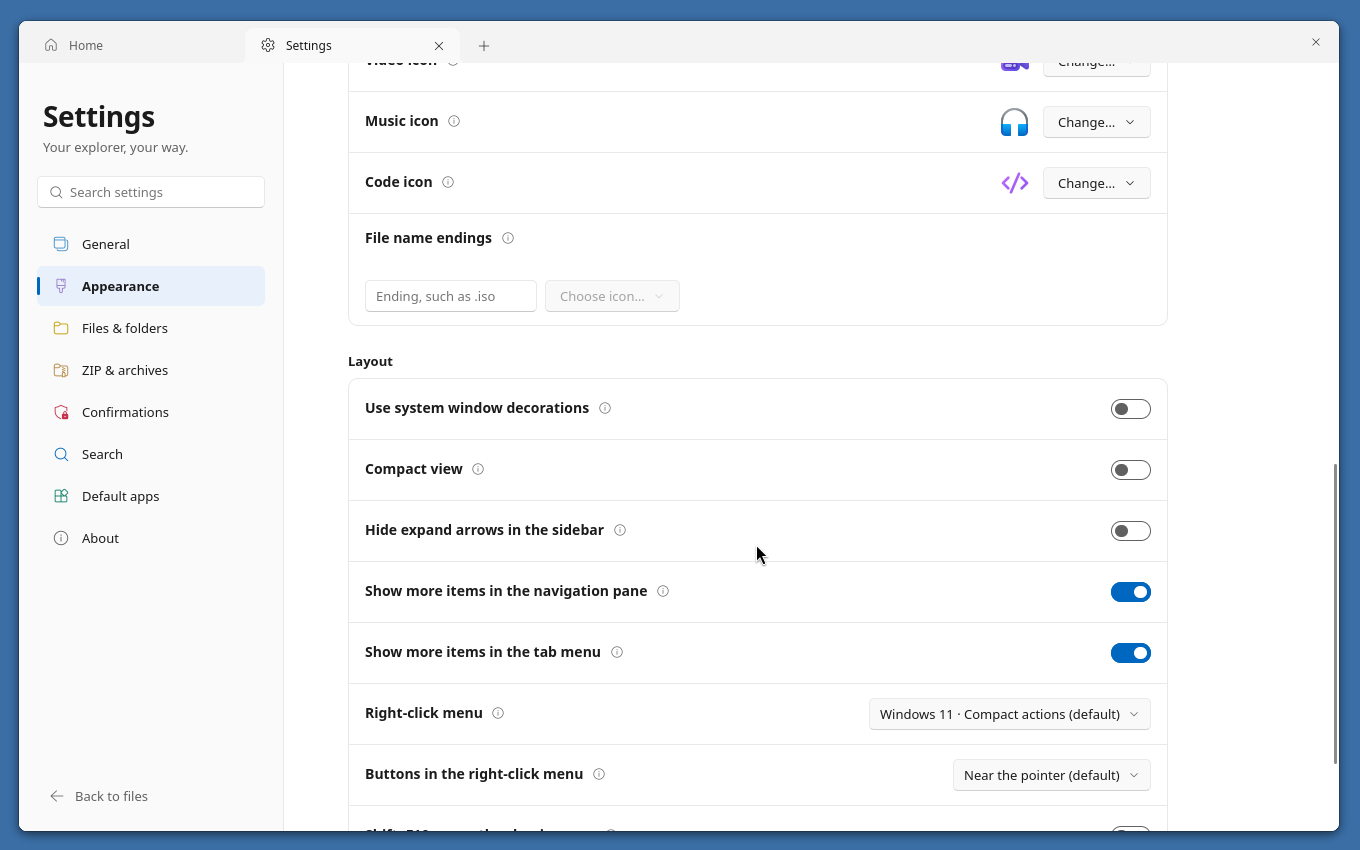 Home
Settings
Settings
Your explorer, your way.
Search settings
General
Appearance
Files & folders
ZIP & archives
Confirmations
Search
Default apps
About
Back to files
Video icon
Change...
Music icon
Change...
Code icon
Change...
File name endings
Ending, such as .iso
Choose icon...
Layout
Use system window decorations
Compact view
Hide expand arrows in the sidebar
Show more items in the navigation pane
Show more items in the tab menu
Right-click menu
Windows 11 · Compact actions (default)
Buttons in the right-click menu
Near the pointer (default)